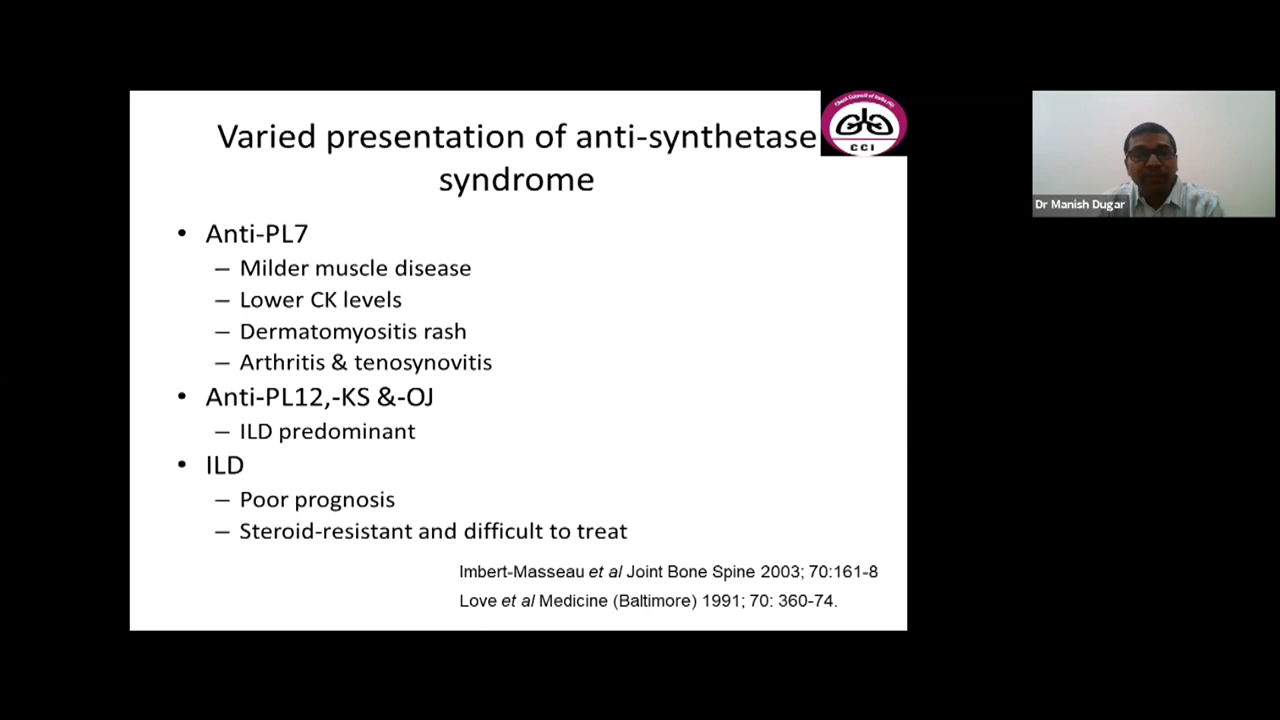 Varied presentation of anti-synthetase
syndrome
CCI
• Anti-PL7
– Milder muscle disease
– Lower CK levels
– Dermatomyositis rash
– Arthritis & tenosynovitis
• Anti-PL12,-KS &-OJ
– ILD predominant
• ILD
– Poor prognosis
– Steroid-resistant and difficult to treat
Imbert-Masseau et al Joint Bone Spine 2003; 70:161-8
Love et al Medicine (Baltimore) 1991; 70: 360-74.
Dr Manish Dugar